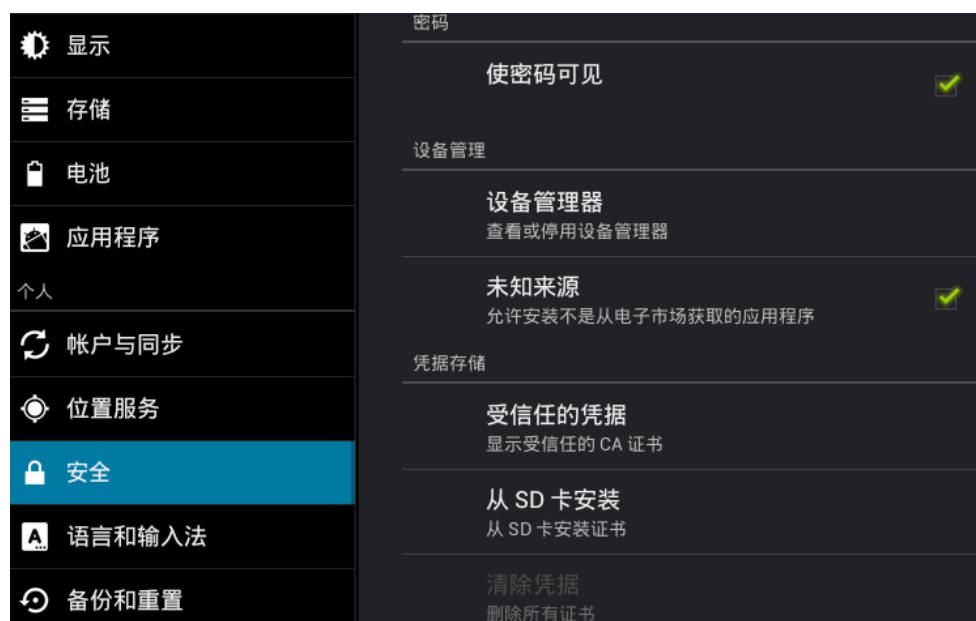 显示
存储
电池
应用程序
个人
帐户与同步
位置服务
安全
语言和输入法
备份和重置
密码
使密码可见
设备管理
设备管理器
查看或停用设备管理器
未知来源
允许安装不是从电子市场获取的应用程序
凭据存储
受信任的凭据
显示受信任的 CA 证书
从 SD 卡安装
从 SD 卡安装证书
清除凭据
删除所有证书